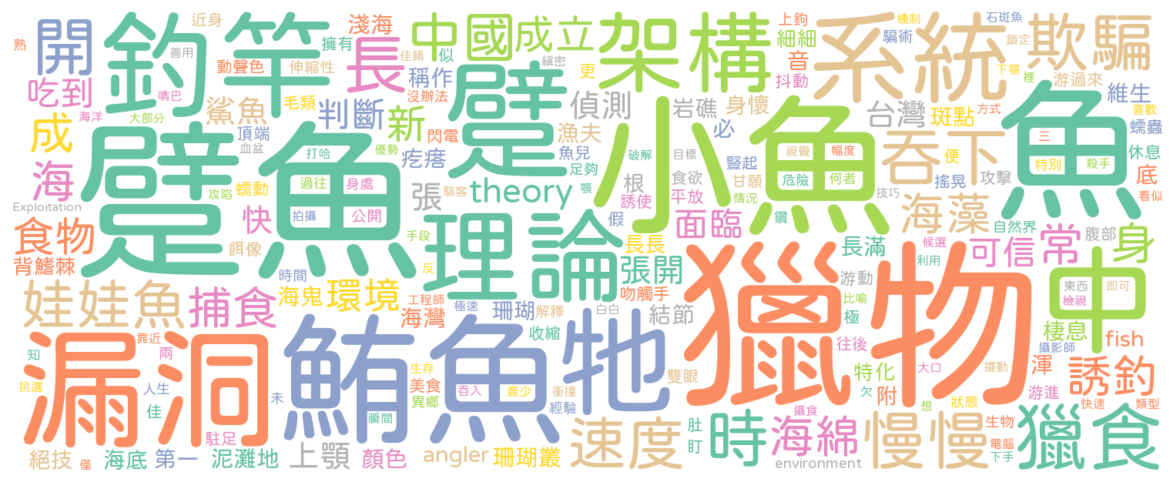 開 釣竿 近身 淺海 長 中國 成立 架構 上鉤 機制 系統 石斑魚 欺騙
熟 善用 動聲色 擁有 伸縮性 佳餚 似 縝密 細細 騙術 鎖定 下顎 游過來
吃到 嘴巴 鯊魚 毛類 判斷 稱作 沒辦法 更 音 抖動 裡 方式 維生 喜歡
海洋 大部分 頂端 新 閃電 躄 偵測 岩礁 身懷 台灣 斑點 魚 蠕蟲
成 血盆 打哈 優勢 疙瘩 漁夫 必 小魚 吞下 三 休息
海 躄魚 攻陷 過往 身處 張 魚兒 足夠 破解 目標 豎起 視覺 幅度 便 特別 殺手 底
Exploitation 蠕動 拍攝 公開 駭客 theory 根 顎 食欲 甘願 危險 何者 搖晃 攻擊 看似
快 餌像 手段 誘使 平放 情況 技巧 海藻 自然界 腹部 身
食物 理論 假 面臨 鑽 候選 可信 常
背鰭棘 時間 反 長長 張開 獵物 長滿 利用 中 東西 即可
娃娃魚 捕食 海鬼 環境 工程師 極速 吻觸手 游動 比喻 檢視
海灣 珊瑚 解釋 白白 結節 極 棲息
靠近 收縮 往後 攝影師 fish
漏洞 知 兩 鮪魚 生存 美食 牠 大口 特化 渾 擺動
挑選 人生 未 吞入 最少 衝撞 雙眼 欠 附 游進 誘釣
佳 異鄉 經驗 狀態 快速 類型
駐足 瞬間 攝食 想
絕技 僅 海底 第一 泥灘地 上顎 顏色 angler 珊瑚叢 速度 肚 盯 時 海綿 慢慢 生物 電腦 下手 獵食
environment